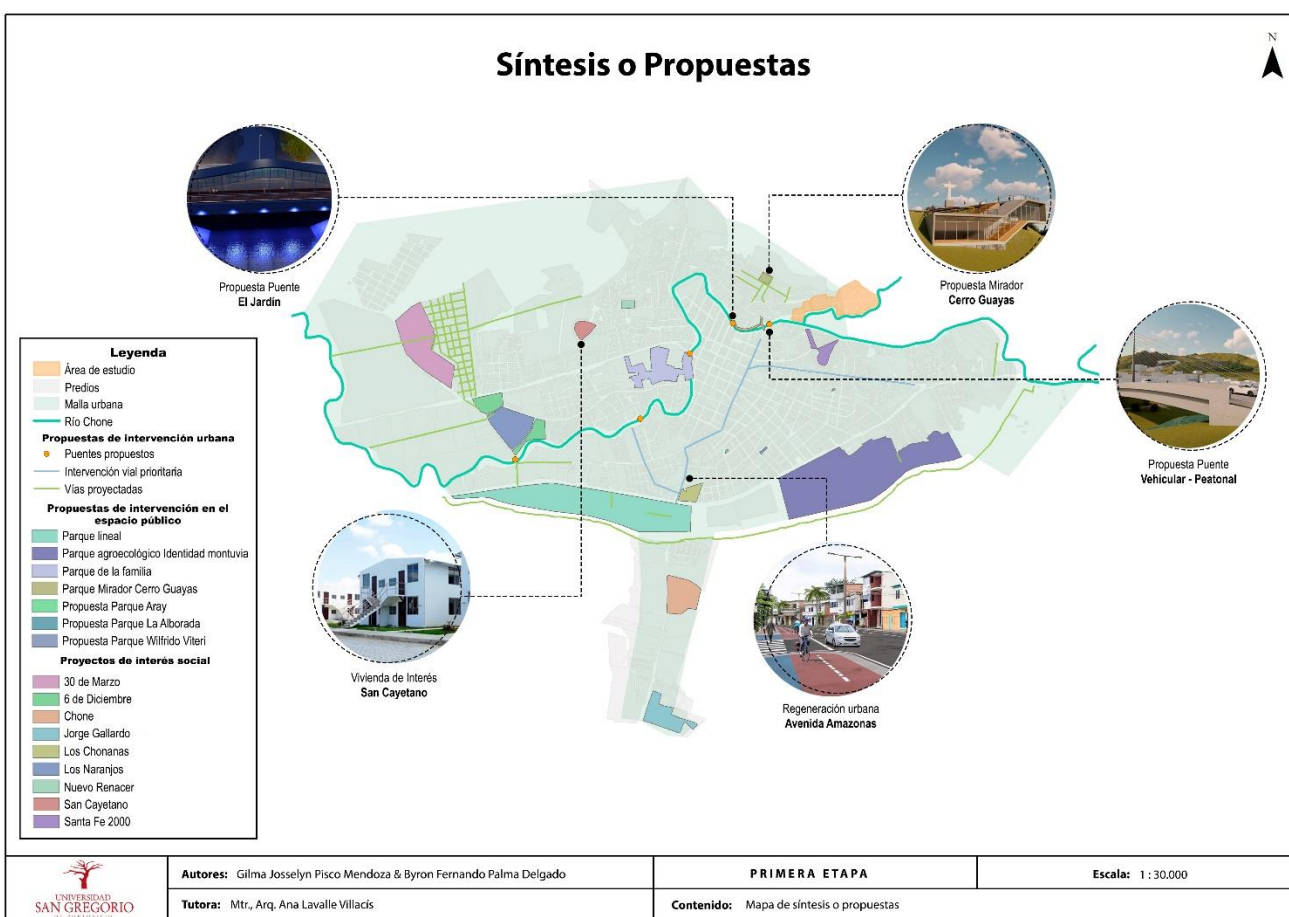 Síntesis o Propuestas
N
Propuesta Puente
El Jardín
Propuesta Mirador
Cerro Guayas
Propuesta Puente
Vehicular - Peatonal
Vivienda de Interés
San Cayetano
Regeneración urbana
Avenida Amazonas
Leyenda
Área de estudio
Predios
Malla urbana
Río Chone
Propuestas de intervención urbana
Puentes propuestos
Intervención vial prioritaria
Vías proyectadas
Propuestas de intervención en el
espacio público
Parque lineal
Parque agroecológico Identidad montuvia
Parque de la familia
Parque Mirador Cerro Guayas
Propuesta Parque Aray
Propuesta Parque La Alborada
Propuesta Parque Wilfrido Viteri
Proyectos de interés social
30 de Marzo
6 de Diciembre
Chone
Jorge Gallardo
Los Chonanas
Los Naranjos
Nuevo Renacer
San Cayetano
Santa Fe 2000
UNIVERSIDAD
SAN GREGORIO
Autores: Gilma Josselyn Pisco Mendoza & Byron Fernando Palma Delgado
PRIMERA ETAPA
Escala: 1 : 30.000
Tutora: Mtr., Arq. Ana Lavalle Villacís
Contenido: Mapa de síntesis o propuestas